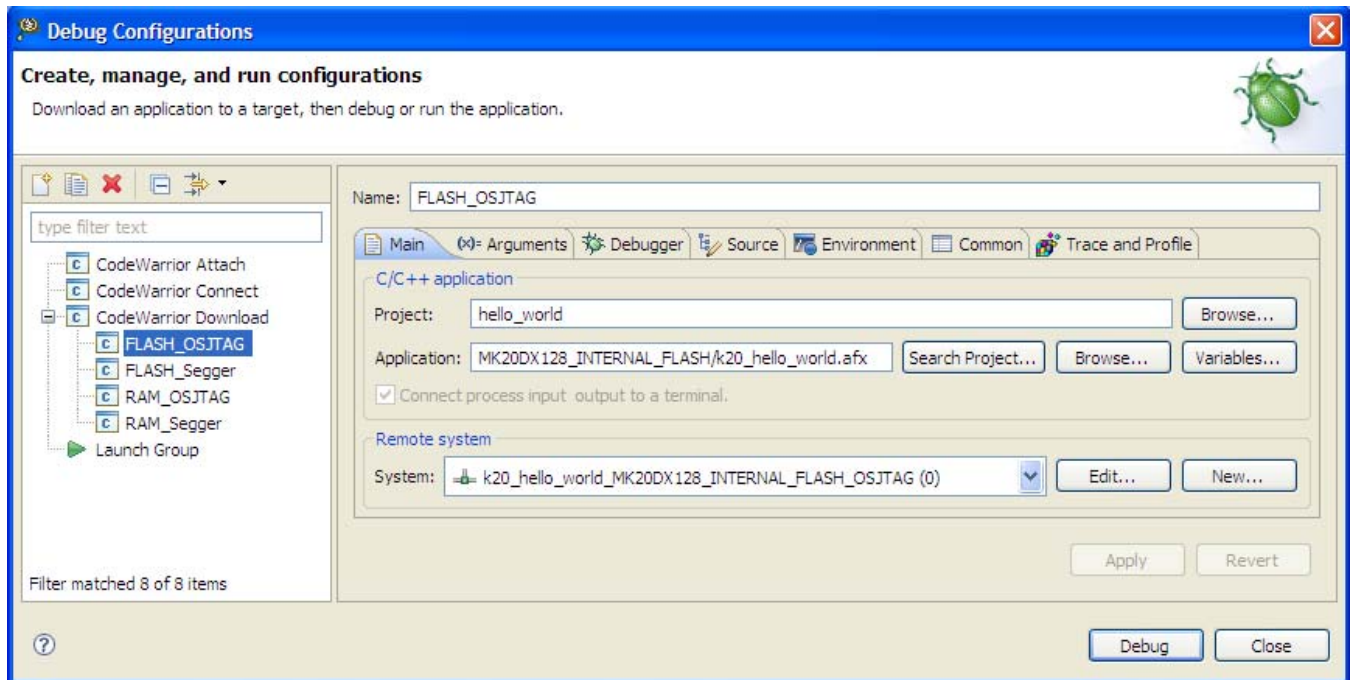 Debug Configurations
Create, manage, and run configurations
Download an application to a target, then debug or run the application.
type filter text
CodeWarrior Attach
CodeWarrior Connect
CodeWarrior Download
FLASH_OSJTAG
FLASH_Segger
RAM_OSJTAG
RAM_Segger
Launch Group
Filter matched 8 of 8 items
Name: FLASH_OSJTAG
Main (x)= Arguments Debugger Source Environment Common Trace and Profile
C/C++ application
Project: hello_world Browse...
Application: MK20DX128_INTERNAL_FLASH/k20_hello_world.afx Search Project... Browse... Variables...
Connect process input output to a terminal.
Remote system
System: k20_hello_world_MK20DX128_INTERNAL_FLASH_OSJTAG (0) Edit... New...
Apply Revert
? Debug Close